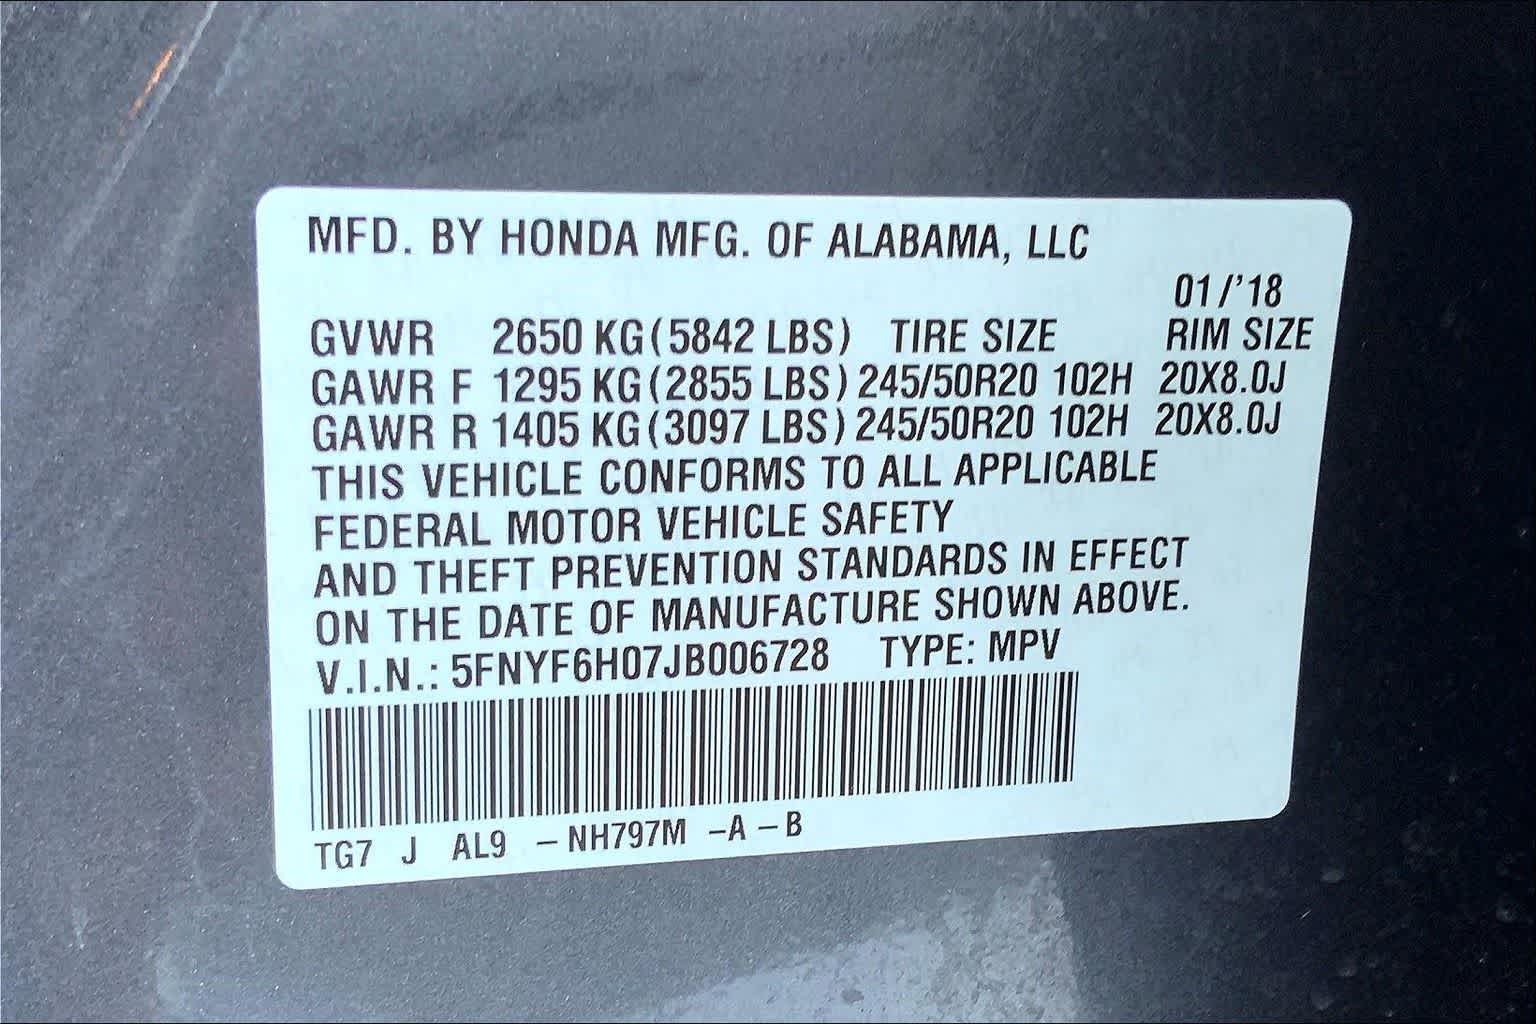 MFD. BY HONDA MFG. OF ALABAMA, LLC
01/'18
GVWR 2650 KG (5842 LBS) TIRE SIZE RIM SIZE
GAWR F 1295 KG (2855 LBS) 245/50R20 102H 20X8.0J
GAWR R 1405 KG (3097 LBS) 245/50R20 102H 20X8.0J
THIS VEHICLE CONFORMS TO ALL APPLICABLE
FEDERAL MOTOR VEHICLE SAFETY
AND THEFT PREVENTION STANDARDS IN EFFECT
ON THE DATE OF MANUFACTURE SHOWN ABOVE.
V.I.N.: 5FNYF6H07JB006728 TYPE: MPV
TG7 J AL9 – NH797M – A – B